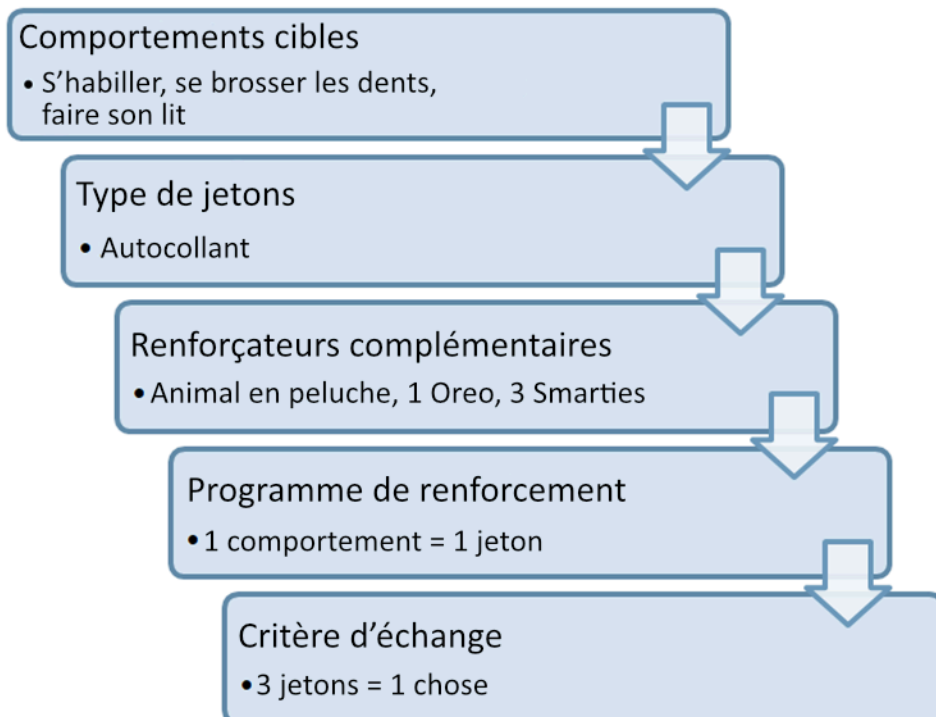 Comportements cibles
• S'habiller, se brosser les dents,
faire son lit
Type de jetons
• Autocollant
Renforçateurs complémentaires
• Animal en peluche, 1 Oreo, 3 Smarties
Programme de renforcement
• 1 comportement = 1 jeton
Critère d'échange
• 3 jetons = 1 chose